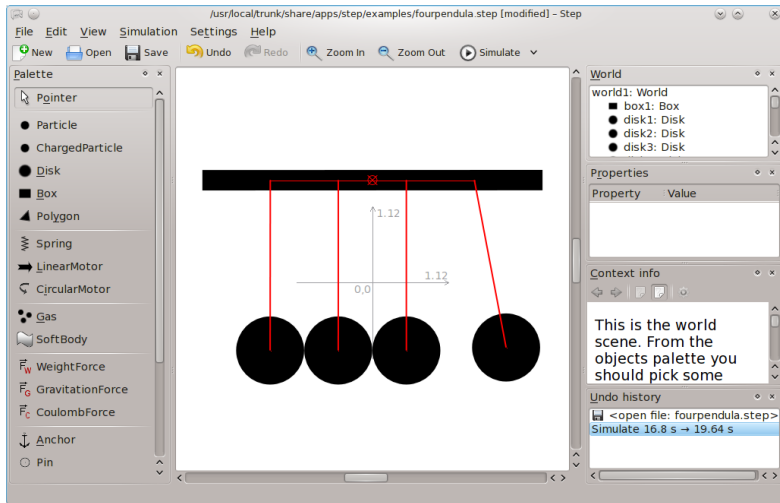 /usr/local/trunk/share/apps/step/examples/fourpendula.step [modified] – Step
File Edit View Simulation Settings Help
New Open Save Undo Redo Zoom In Zoom Out Simulate
Palette
Pointer
Particle
ChargedParticle
Disk
Box
Polygon
Spring
LinearMotor
CircularMotor
Gas
SoftBody
WeightForce
GravitationForce
CoulombForce
Anchor
Pin
1.12
1.12
0,0
World
world1: World
box1: Box
disk1: Disk
disk2: Disk
disk3: Disk
Properties
Property Value
Context info
This is the world
scene. From the
objects palette you
should pick some
Undo history
<open file: fourpendula.step>
Simulate 16.8 s → 19.64 s